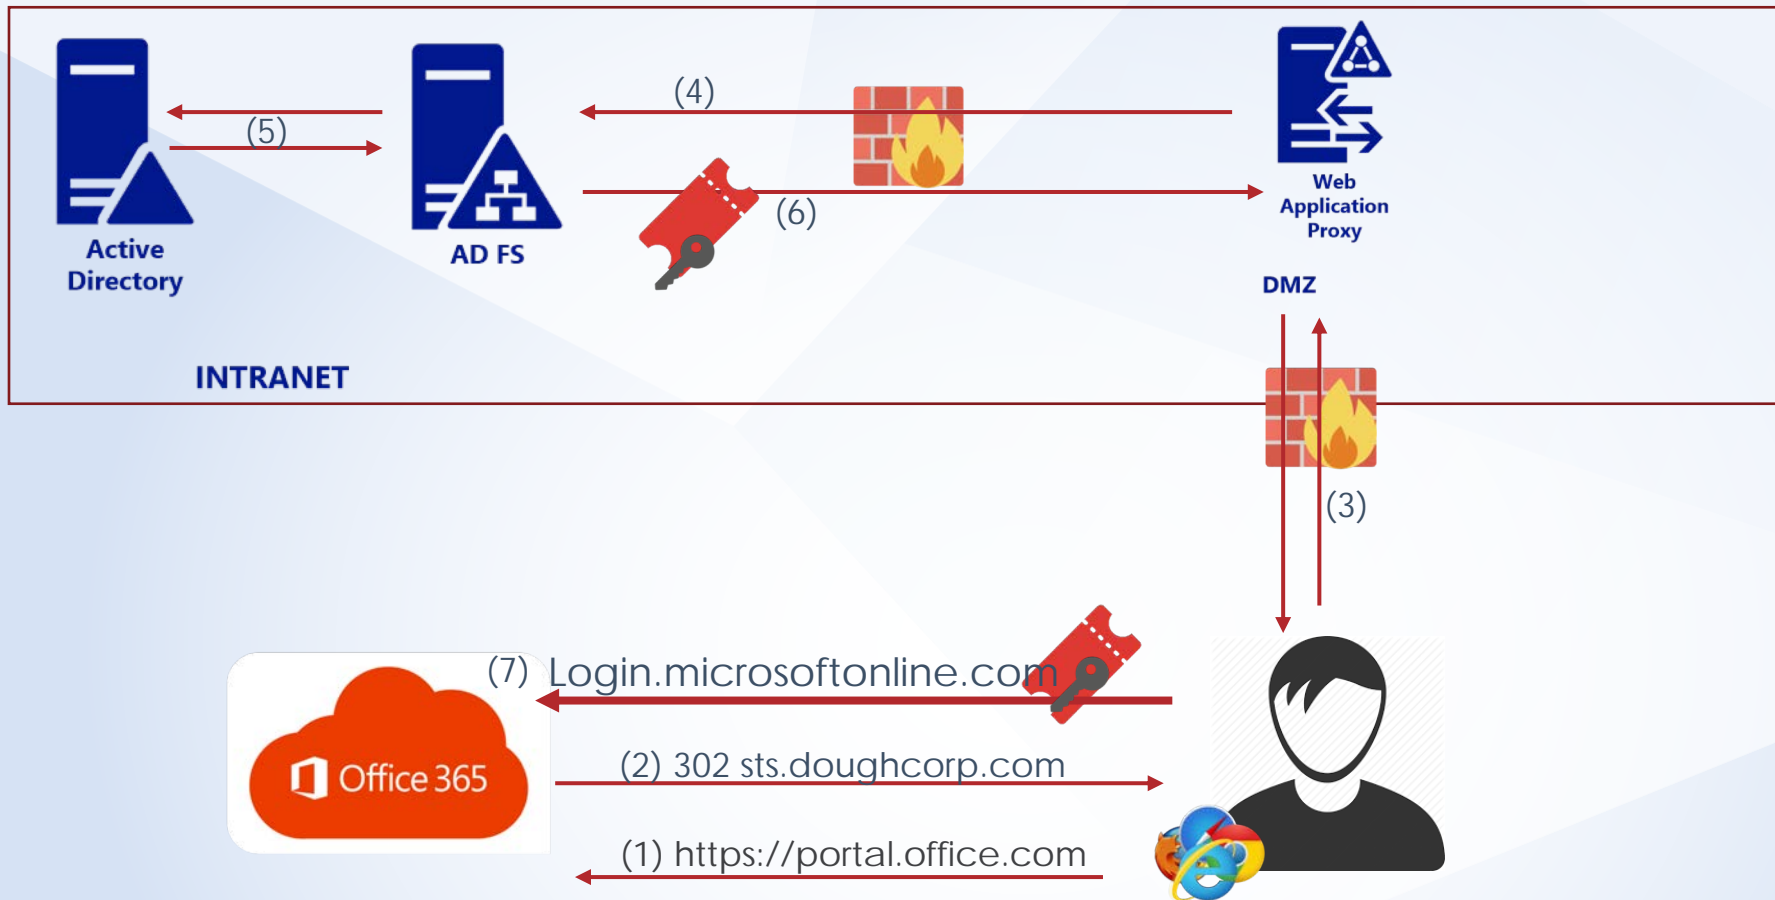 (4)
(5)
(6)
Web
Application
Proxy
Active
Directory
AD FS
DMZ
INTRANET
(3)
(7) Login.microsoftonline.com
Office 365
(2) 302 sts.doughcorp.com
(1) https://portal.office.com